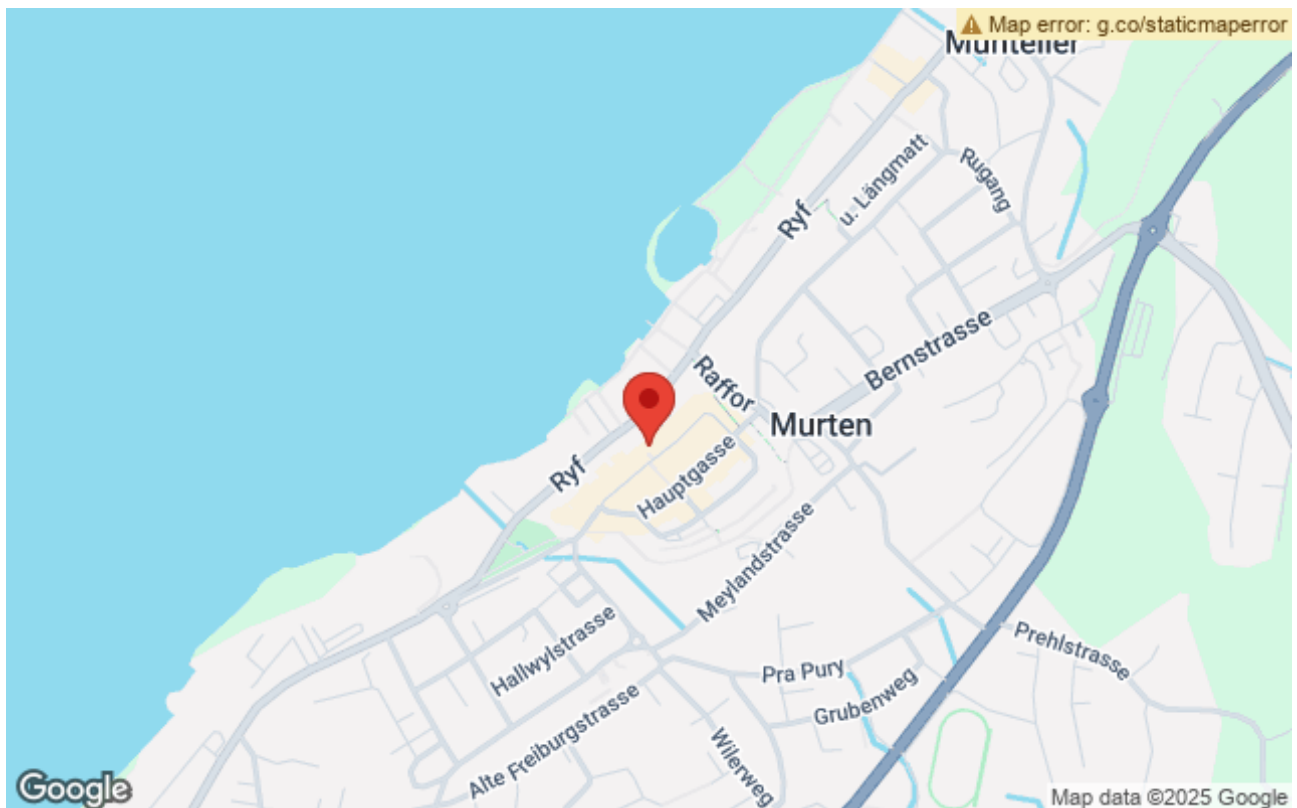 Map error: g.co/staticmaperror
Muntelier
Rugang
u. Längmatt
Ryf
Bernstrasse
Raffor
Murten
Hauptgasse
Ryf
Meylandstrasse
Hallwylstrasse
Prehlstrasse
Pra Pury
Grubenweg
Alte Freiburgstrasse
Wilerweg
Google
Map data ©2025 Google